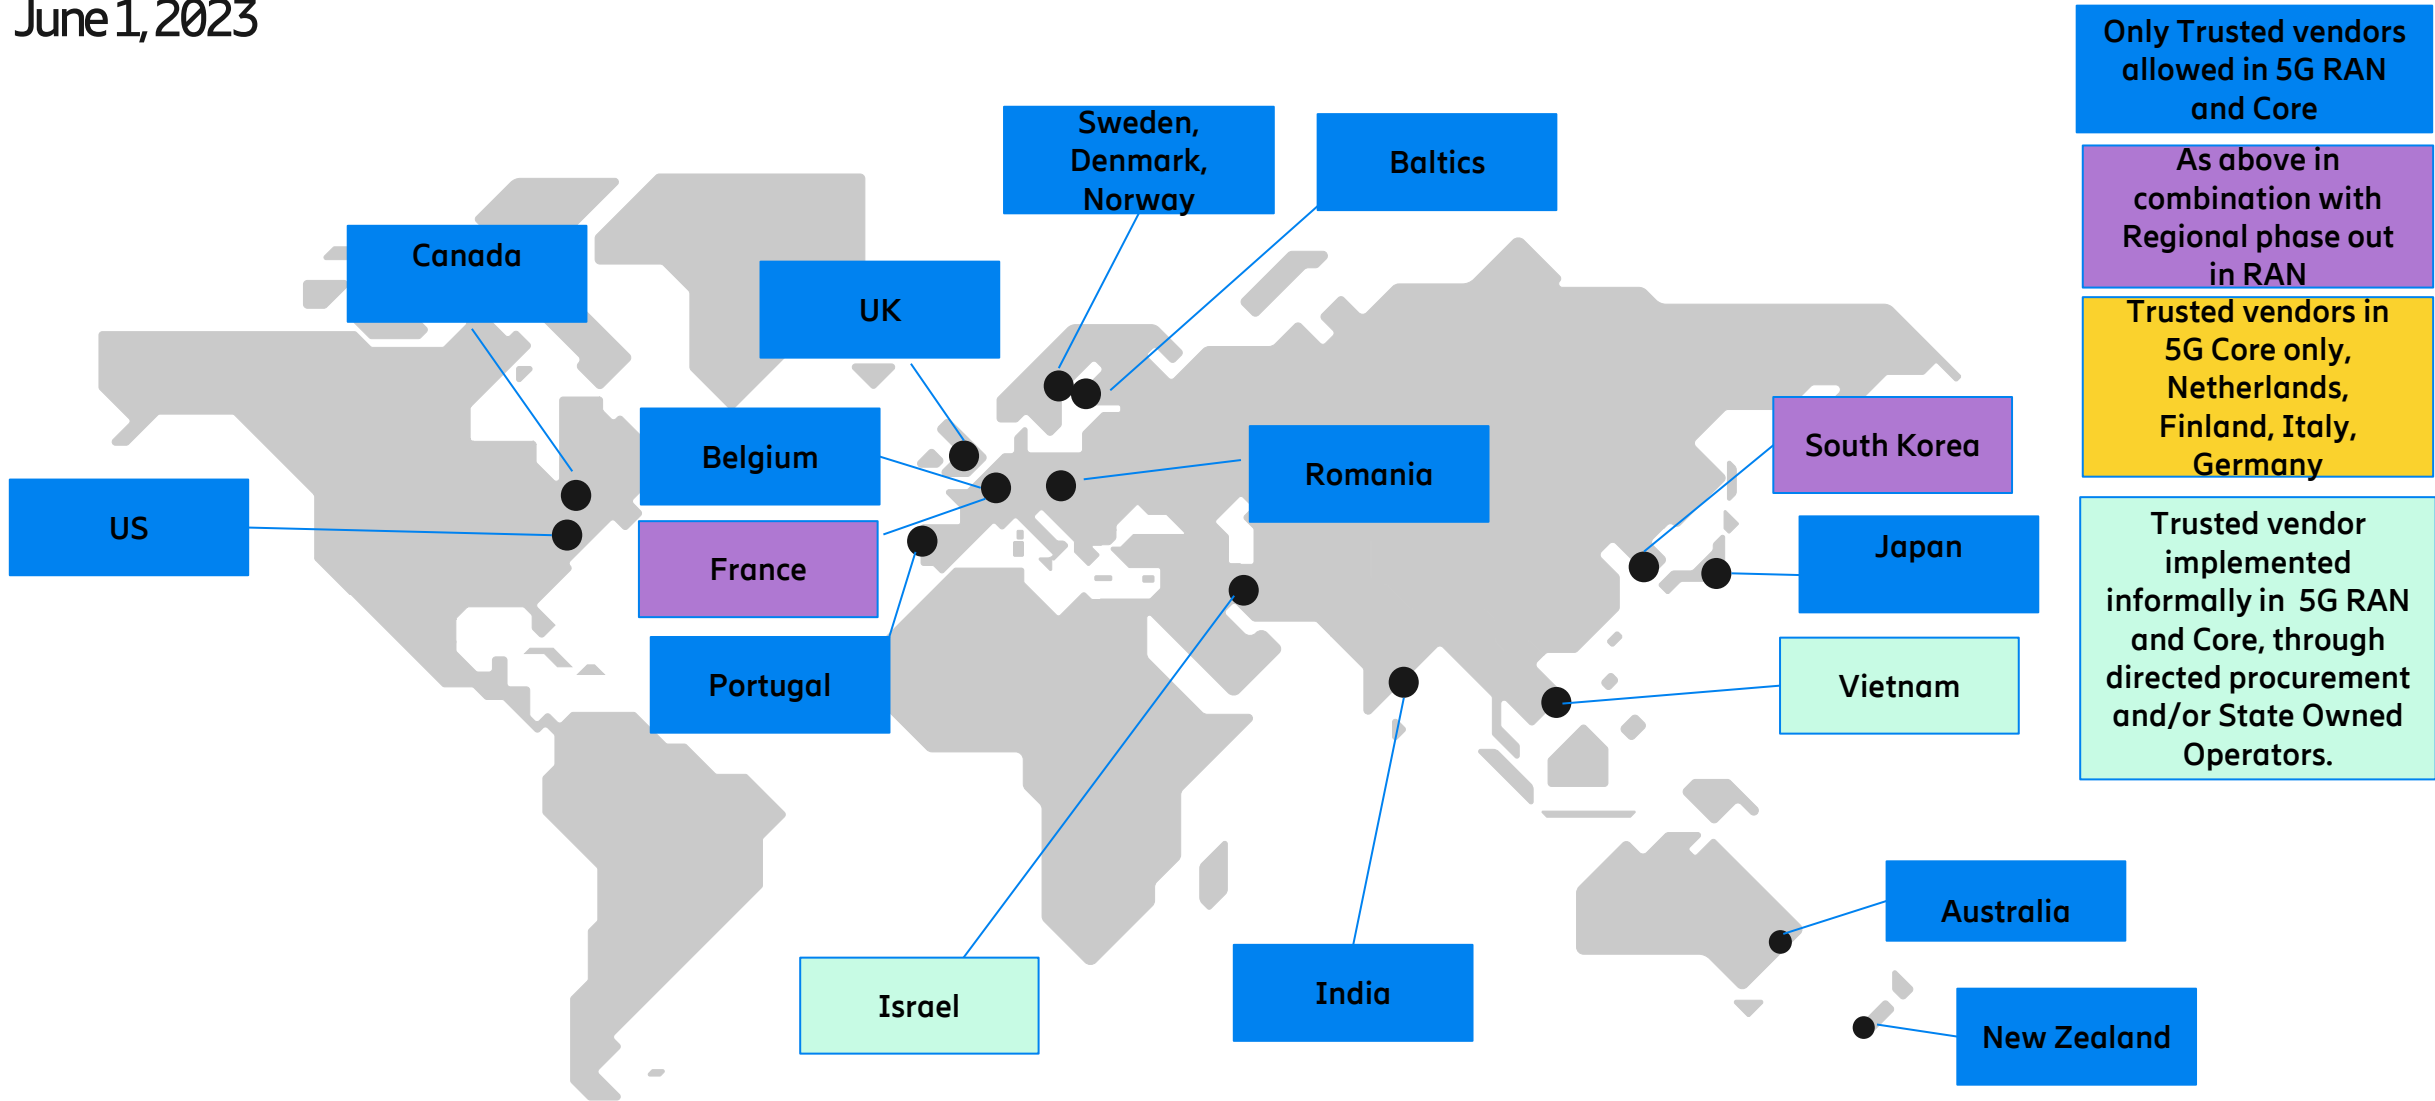 June 1, 2023
Only Trusted vendors
allowed in 5G RAN
and Core
As above in
combination with
Regional phase out
in RAN
Trusted vendors in
5G Core only,
Netherlands,
Finland, Italy,
Germany
Trusted vendor
implemented
informally in 5G RAN
and Core, through
directed procurement
and/or State Owned
Operators.
Sweden,
Denmark,
Norway
Baltics
Canada
UK
Belgium
Romania
South Korea
US
France
Japan
Portugal
Vietnam
Australia
Israel
India
New Zealand